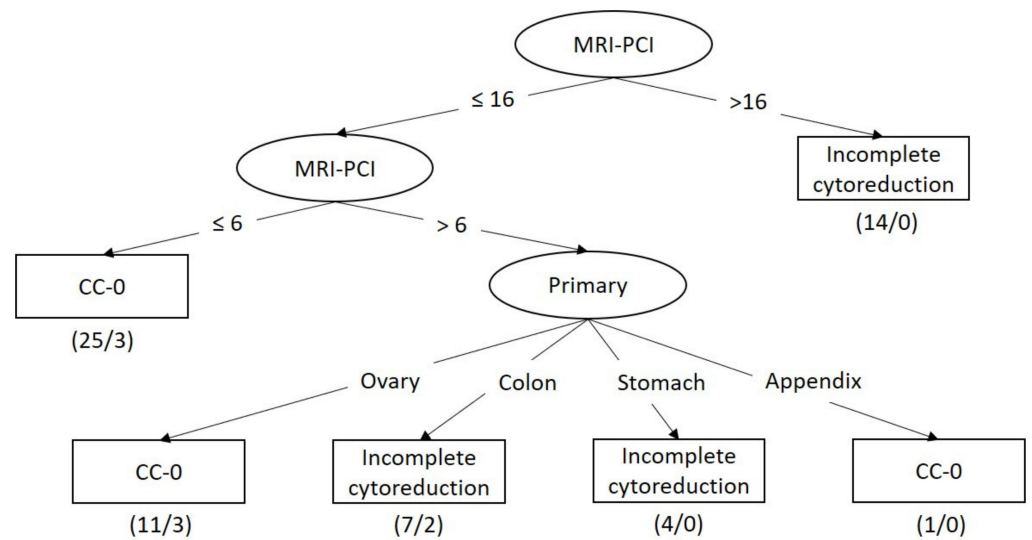 MRI-PCI
≤ 16
>16
MRI-PCI
Incomplete
cytoreduction
(14/0)
≤ 6
> 6
CC-0
(25/3)
Primary
Ovary
Colon
Stomach
Appendix
CC-0
(11/3)
Incomplete
cytoreduction
(7/2)
Incomplete
cytoreduction
(4/0)
CC-0
(1/0)